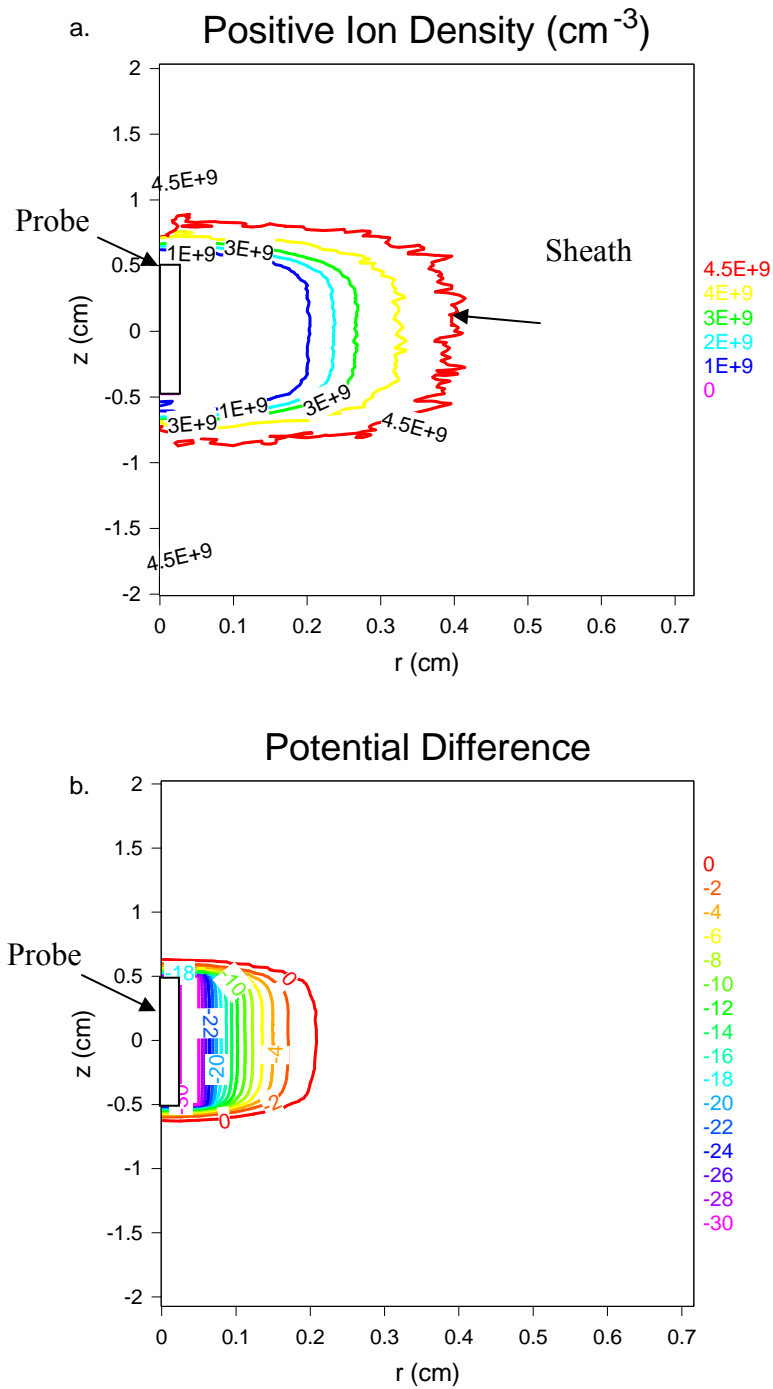 a. Positive Ion Density (cm-3)
2
1.5
1
0.5
0
-0.5
-1
-1.5
-2
z (cm)
0 0.1 0.2 0.3 0.4 0.5 0.6 0.7
r (cm)
Probe
Sheath
4.5E+9
1E+9
3E+9
3E+9
1E+9
3E+9
4.5E+9
4.5E+9
4.5E+9
4E+9
3E+9
2E+9
1E+9
0
Potential Difference
b.
2
1.5
1
0.5
0
-0.5
-1
-1.5
-2
z (cm)
0 0.1 0.2 0.3 0.4 0.5 0.6 0.7
r (cm)
Probe
-18
-10
0
-22
-20
-4
-30
-2
0
0
-2
-4
-6
-8
-10
-12
-14
-16
-18
-20
-22
-24
-26
-28
-30